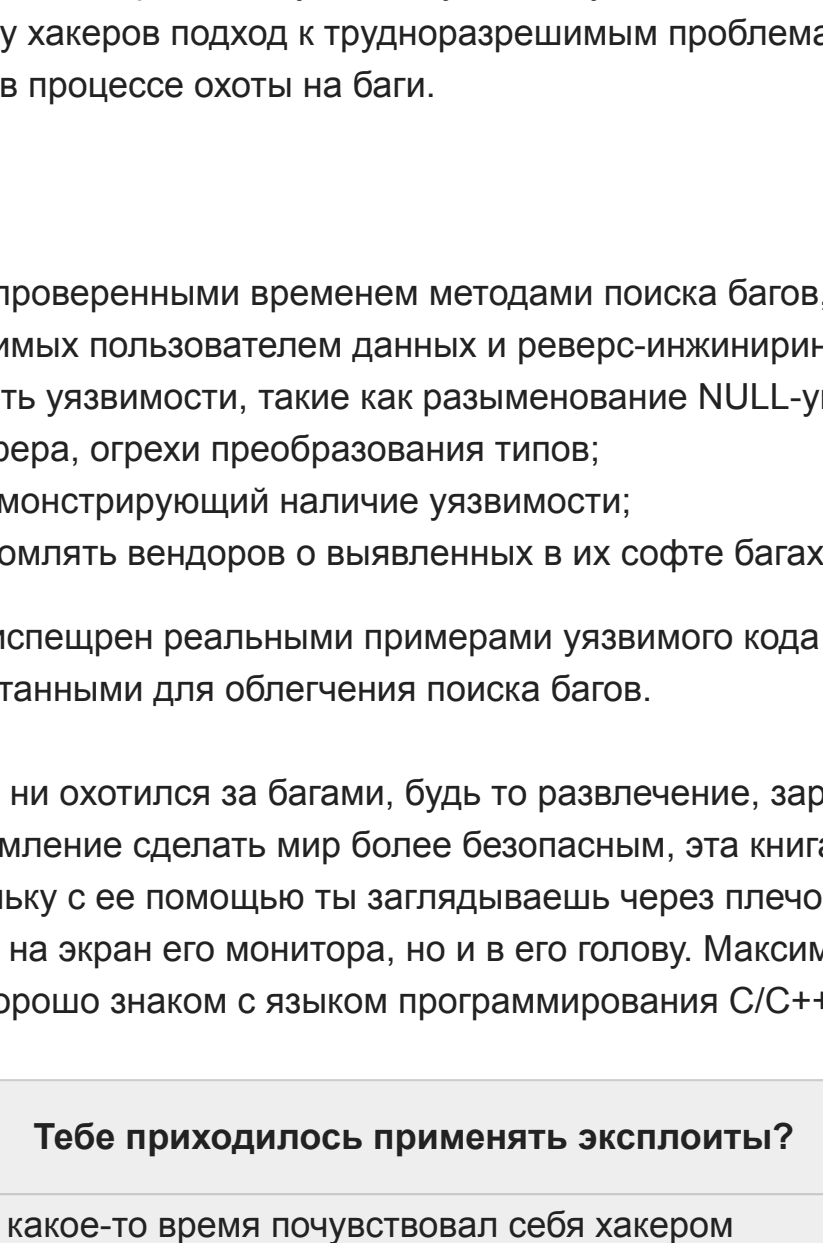 у хакеров подход к трудноразрешимым проблема
в процессе охоты на баги.
проверенными временем методами поиска багов,
имых пользователем данных и реверс-инжинирин
ть уязвимости, такие как разыменование NULL-у
фера, огрехи преобразования типов;
монстрирующий наличие уязвимости;
омлять вендоров о выявленных в их софте багах
испещрен реальными примерами уязвимого кода
танными для облегчения поиска багов.
ни охотился за багами, будь то развлечение, зар
мление сделать мир более безопасным, эта книга
льку с ее помощью ты заглядываешь через плечо
на экран его монитора, но и в его голову. Максим
орошо знаком с языком программирования C/C++
Тебе приходилось применять эксплоиты?
какое-то время почувствовал себя хакером